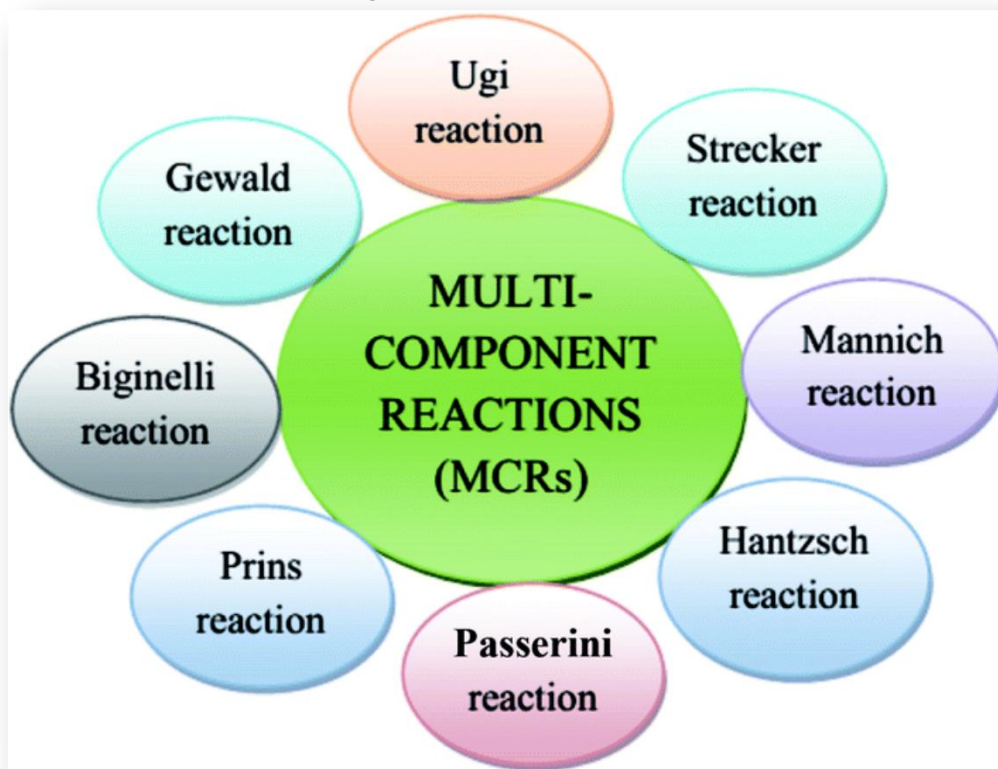 Ugi
reaction
Strecker
reaction
Gewald
reaction
MULTI-
COMPONENT
REACTIONS
(MCRs)
Mannich
reaction
Biginelli
reaction
Hantzsch
reaction
Prins
reaction
Passerini
reaction